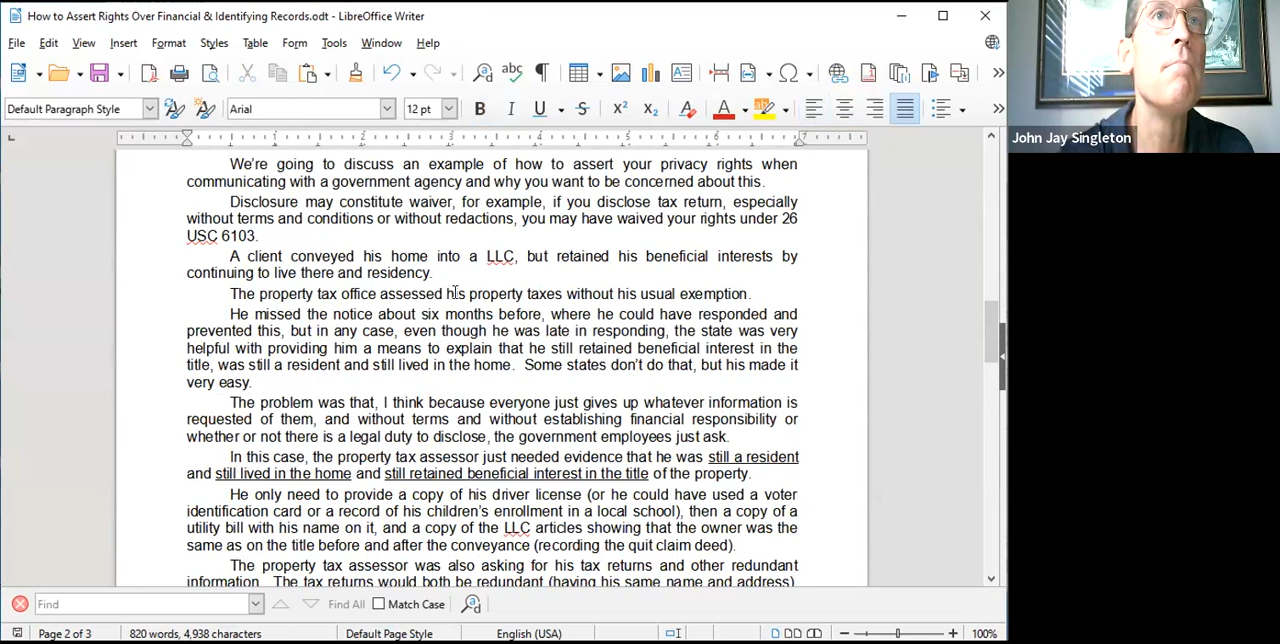 How to Assert Rights Over Financial & Identifying Records.odt - LibreOffice Writer
File Edit View Insert Format Styles Table Form Tools Window Help
Default Paragraph Style Arial 12 pt B I U S X² X₂ A
1 2 3 4 5 6 7
We're going to discuss an example of how to assert your privacy rights when
communicating with a government agency and why you want to be concerned about this.
Disclosure may constitute waiver, for example, if you disclose tax return, especially
without terms and conditions or without redactions, you may have waived your rights under 26
USC 6103.
A client conveyed his home into a LLC, but retained his beneficial interests by
continuing to live there and residency.
The property tax office assessed his property taxes without his usual exemption.
He missed the notice about six months before, where he could have responded and
prevented this, but in any case, even though he was late in responding, the state was very
helpful with providing him a means to explain that he still retained beneficial interest in the
title, was still a resident and still lived in the home. Some states don't do that, but his made it
very easy.
The problem was that, I think because everyone just gives up whatever information is
requested of them, and without terms and without establishing financial responsibility or
whether or not there is a legal duty to disclose, the government employees just ask.
In this case, the property tax assessor just needed evidence that he was still a resident
and still lived in the home and still retained beneficial interest in the title of the property.
He only need to provide a copy of his driver license (or he could have used a voter
identification card or a record of his children's enrollment in a local school), then a copy of a
utility bill with his name on it, and a copy of the LLC articles showing that the owner was the
same as on the title before and after the conveyance (recording the quit claim deed).
The property tax assessor was also asking for his tax returns and other redundant
information. The tax returns would both be redundant (having his same name and address),
Find Find All Match Case
Page 2 of 3 820 words, 4,938 characters Default Page Style English (USA) 100%
John Jay Singleton